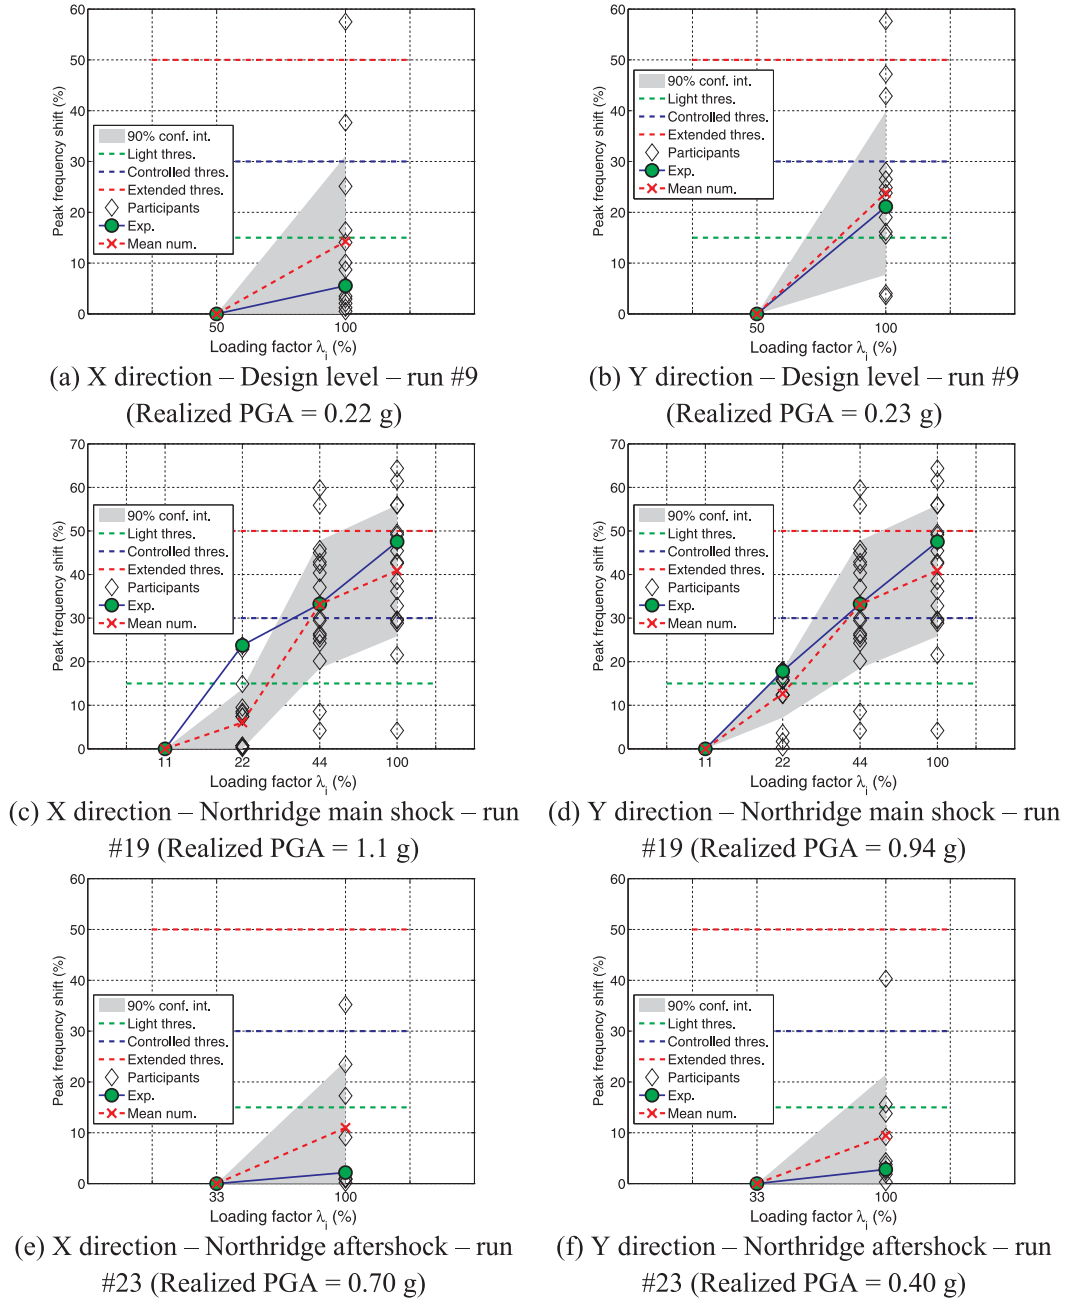 60
50
40
30
20
10
0
Peak frequency shift (%)
90% conf. int.
Light thres.
Controlled thres.
Extended thres.
Participants
Exp.
Mean num.
50 100
Loading factor λi (%)
(a) X direction – Design level – run #9
(Realized PGA = 0.22 g)
60
50
40
30
20
10
0
Peak frequency shift (%)
90% conf. int.
Light thres.
Controlled thres.
Extended thres.
Participants
Exp.
Mean num.
50 100
Loading factor λi (%)
(b) Y direction – Design level – run #9
(Realized PGA = 0.23 g)
70
60
50
40
30
20
10
0
Peak frequency shift (%)
90% conf. int.
Light thres.
Controlled thres.
Extended thres.
Participants
Exp.
Mean num.
11 22 44 100
Loading factor λi (%)
(c) X direction – Northridge main shock – run
#19 (Realized PGA = 1.1 g)
70
60
50
40
30
20
10
0
Peak frequency shift (%)
90% conf. int.
Light thres.
Controlled thres.
Extended thres.
Participants
Exp.
Mean num.
11 22 44 100
Loading factor λi (%)
(d) Y direction – Northridge main shock – run
#19 (Realized PGA = 0.94 g)
60
50
40
30
20
10
0
Peak frequency shift (%)
90% conf. int.
Light thres.
Controlled thres.
Extended thres.
Participants
Exp.
Mean num.
33 100
Loading factor λi (%)
(e) X direction – Northridge aftershock – run
#23 (Realized PGA = 0.70 g)
60
50
40
30
20
10
0
Peak frequency shift (%)
90% conf. int.
Light thres.
Controlled thres.
Extended thres.
Participants
Exp.
Mean num.
33 100
Loading factor λi (%)
(f) Y direction – Northridge aftershock – run
#23 (Realized PGA = 0.40 g)